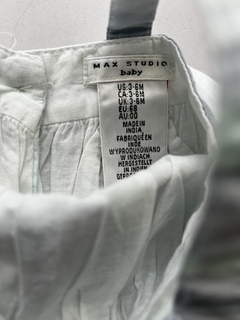 MAX STUDIO
baby
US:3-6M
CA:3-6M
UK:3-6M
EU:68
AU:00
MADE IN
INDIA
FABRIQUÉ EN
INDE
WYPRODUKOWANO
W INDIACH
HERGESTELLT
IN INDIEN